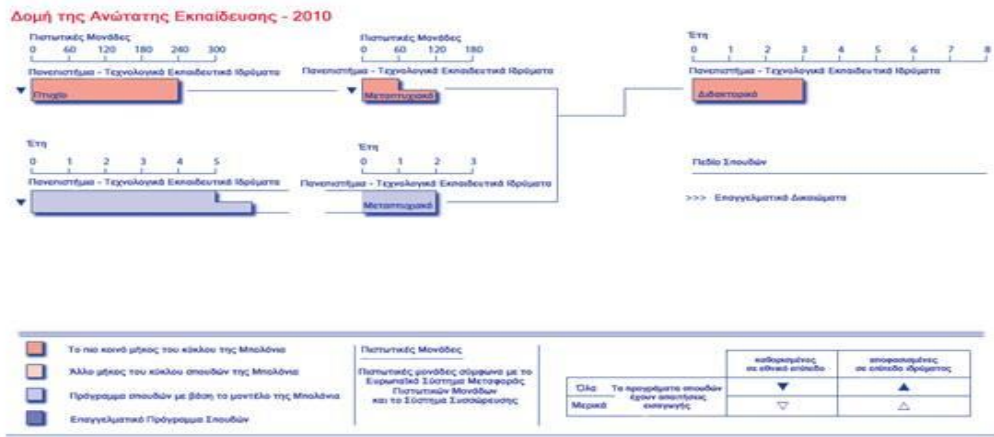 Δομή της Ανώτατης Εκπαίδευσης - 2010
Πιστωτικές Μονάδες
0 60 120 180 240 300
Πανεπιστήμια - Τεχνολογικά Εκπαιδευτικά Ιδρύματα
Πτυχίο
Πιστωτικές Μονάδες
0 60 120 180
Πανεπιστήμια - Τεχνολογικά Εκπαιδευτικά Ιδρύματα
Μεταπτυχιακό
Έτη
0 1 2 3 4 5 6 7 8
Πανεπιστήμια - Τεχνολογικά Εκπαιδευτικά Ιδρύματα
Διδακτορικό
Έτη
0 1 2 3 4 5
Πανεπιστήμια - Τεχνολογικά Εκπαιδευτικά Ιδρύματα
Έτη
0 1 2 3
Πανεπιστήμια - Τεχνολογικά Εκπαιδευτικά Ιδρύματα
Μεταπτυχιακό
Πεδίο Σπουδών
>>> Επαγγελματικά Δικαιώματα
Το πιο κοινό μήκος του κύκλου της Μπολόνια
Άλλο μήκος του κύκλου σπουδών της Μπολόνια
Πρόγραμμα σπουδών με βάση το μοντέλο της Μπολόνια
Επαγγελματικό Πρόγραμμα Σπουδών
Πιστωτικές Μονάδες
Πιστωτικές μονάδες σύμφωνα με το
Ευρωπαϊκό Σύστημα Μεταφοράς
Πιστωτικών Μονάδων
και το Σύστημα Συσσώρευσης
καθορισμένος
σε εθνικό επίπεδο
αποφασισμένος
σε επίπεδο ιδρύματος
Όλα Τα προγράματα σπουδών
έχουν απαιτήσεις
Μερικά εισαγωγής